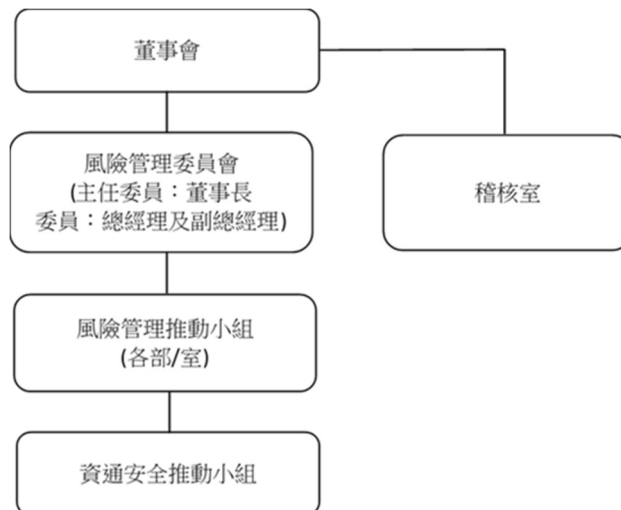 董事會
風險管理委員會
(主任委員：董事長
委員：總經理及副總經理)
稽核室
風險管理推動小組
(各部/室)
資通安全推動小組